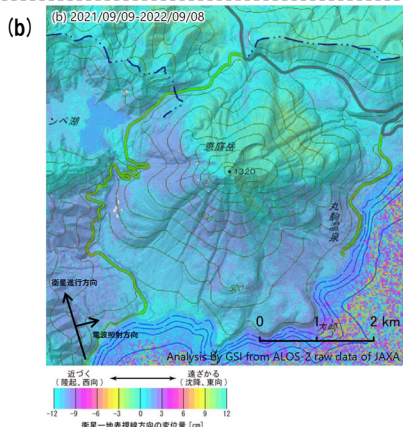 (b)
(b) 2021/09/09-2022/09/08
ンベ湖
恵庭岳
1320
丸駒温泉
500
衛星進行方向
電波照射方向
0 1 2 km
Analysis by GSI from ALOS-2 raw data of JAXA
近づく 遠ざかる
(隆起、西向) (沈降、東向)
-12 -9 -6 -3 0 3 6 9 12
衛星－地表視線方向の変位量 [cm]